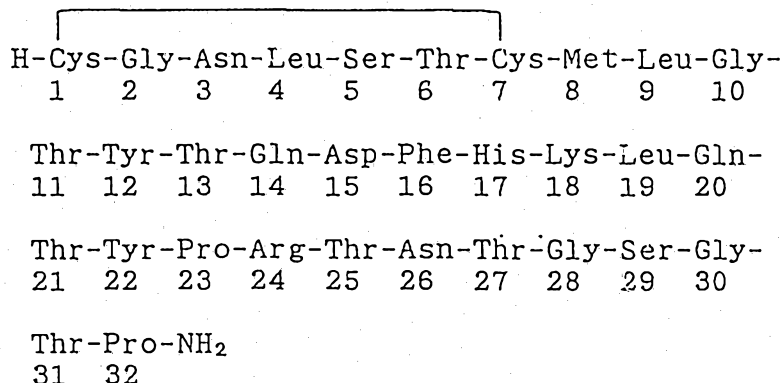 H-Cys-Gly-Asn-Leu-Ser-Thr-Cys-Met-Leu-Gly-
1 2 3 4 5 6 7 8 9 10
Thr-Tyr-Thr-Gln-Asp-Phe-His-Lys-Leu-Gln-
11 12 13 14 15 16 17 18 19 20
Thr-Tyr-Pro-Arg-Thr-Asn-Thr-Gly-Ser-Gly-
21 22 23 24 25 26 27 28 29 30
Thr-Pro-NH₂
31 32